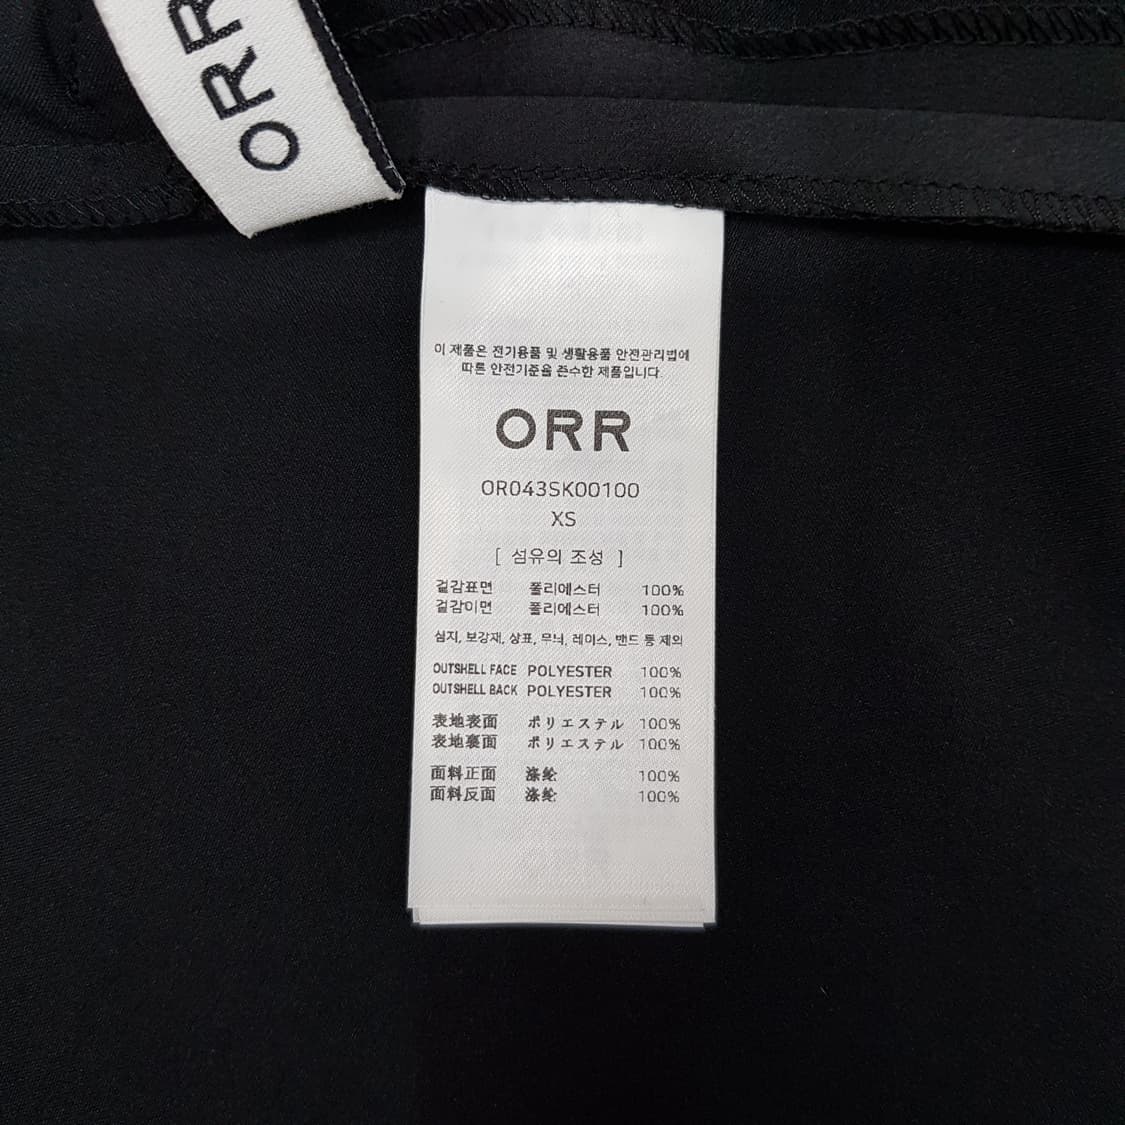 ORR
이 제품은 전기용품 및 생활용품 안전관리법에
따른 안전기준을 준수한 제품입니다.
ORR
OR043SK00100
XS
[ 섬유의 조성 ]
겉감표면 폴리에스터 100%
겉감이면 폴리에스터 100%
심지, 보강재, 상표, 무늬, 레이스, 밴드 등 제외
OUTSHELL FACE POLYESTER 100%
OUTSHELL BACK POLYESTER 100%
表地表面 ポリエステル 100%
表地裏面 ポリエステル 100%
面料正面 涤纶 100%
面料反面 涤纶 100%